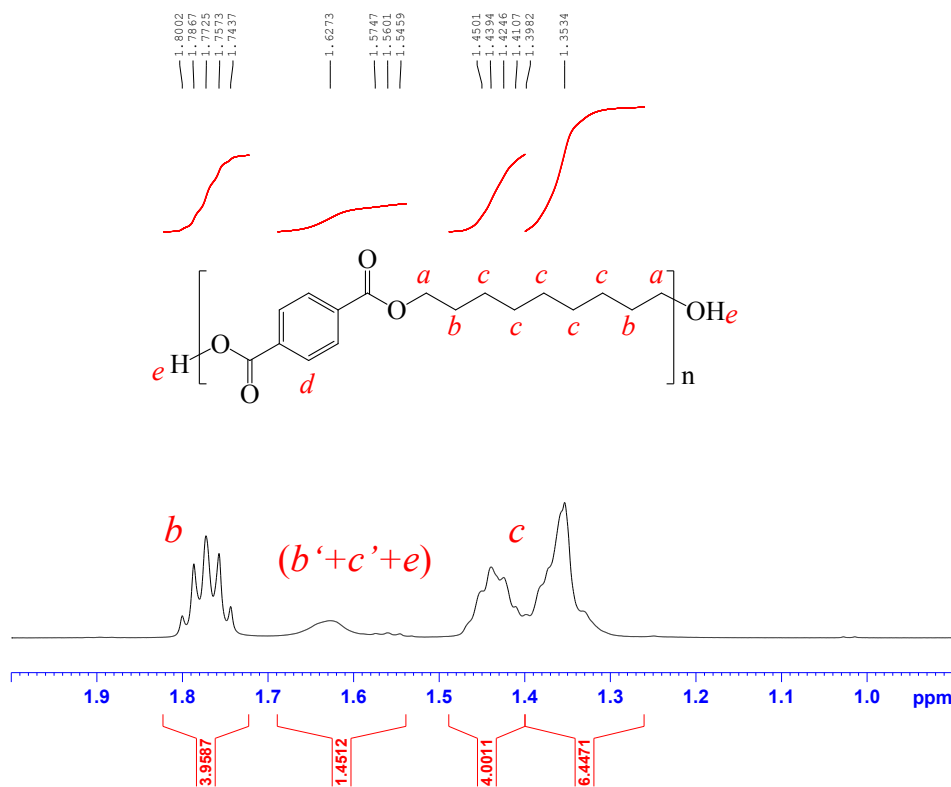 1.8002
1.7867
1.7725
1.7573
1.7437
1.6273
1.5747
1.5601
1.5459
1.4501
1.4394
1.4246
1.4107
1.3982
1.3534
O
a c c c a
O
OHe
b c c b
O
e H
n
O
d
b
(b‘+c’+e)
c
1.9 1.8 1.7 1.6 1.5 1.4 1.3 1.2 1.1 1.0 ppm
3.9587
1.4512
4.0011
6.4471